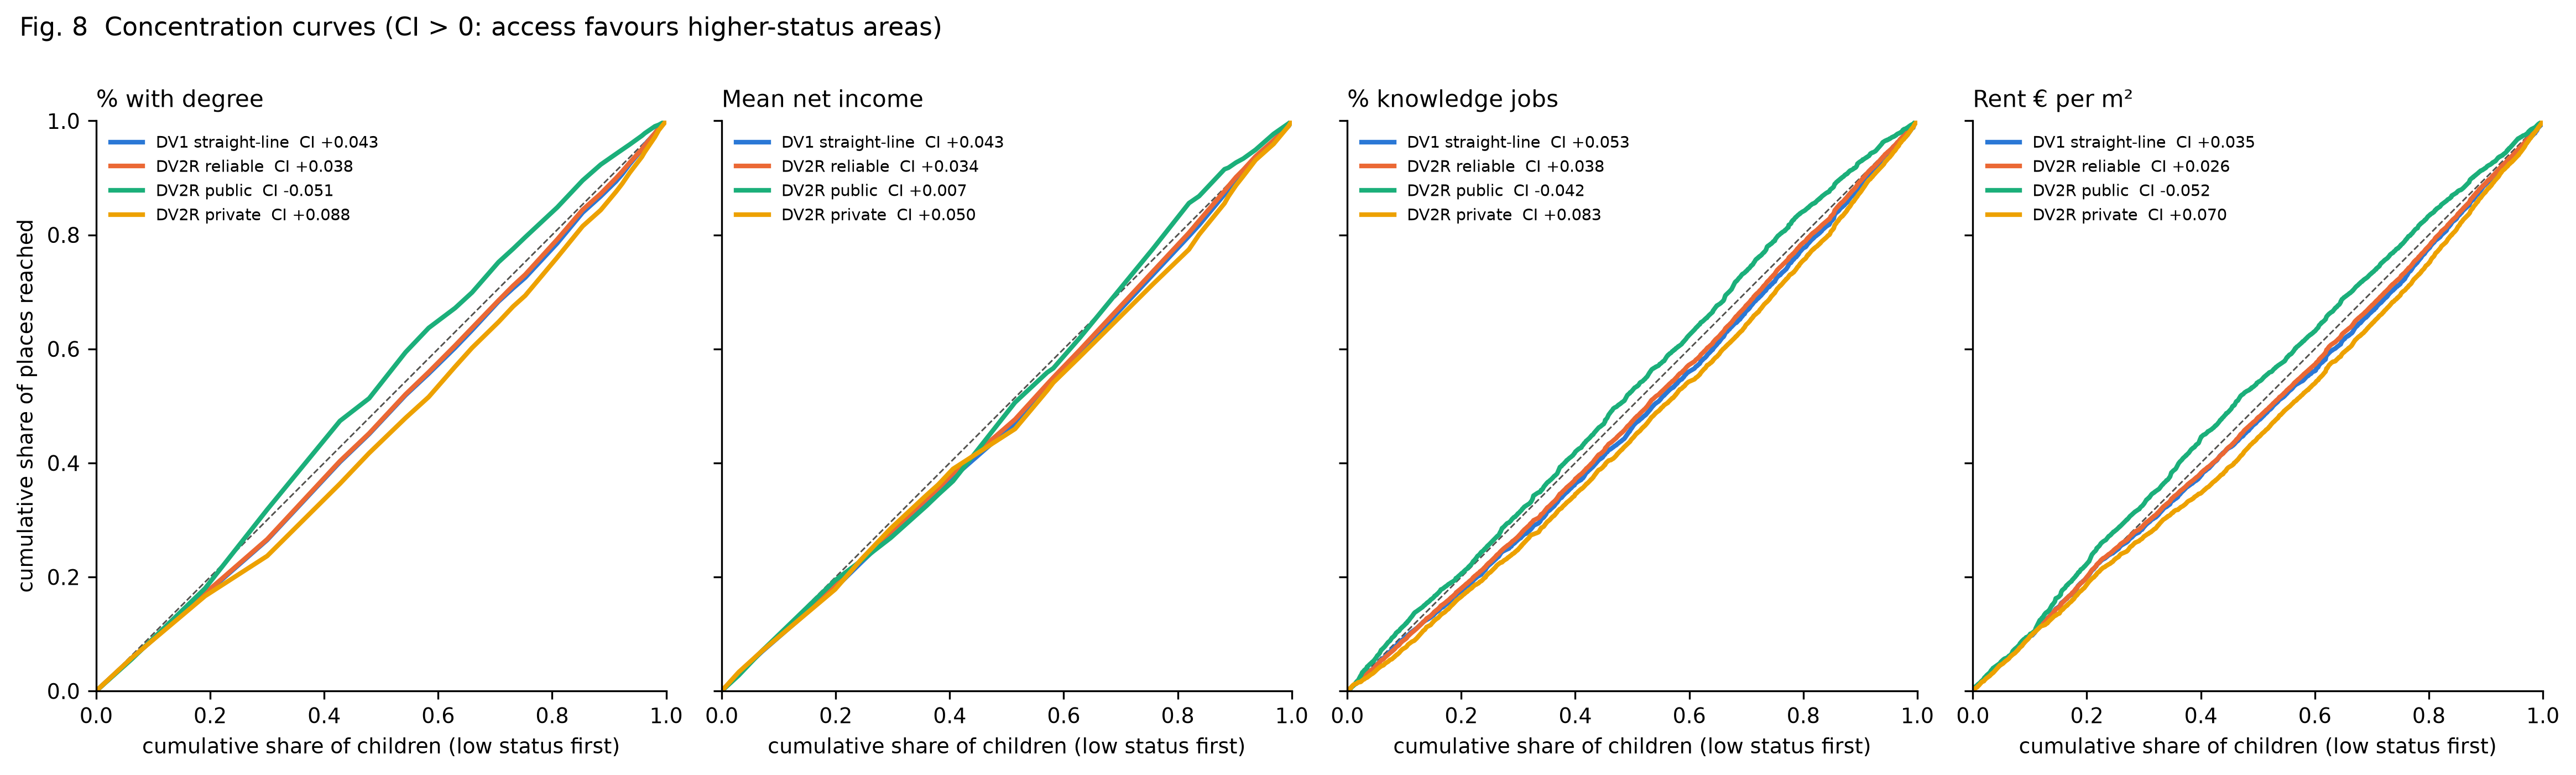 Fig. 8  Concentration curves (CI > 0: access favours higher-status areas)
% with degree
DV1 straight-line  CI +0.043
DV2R reliable  CI +0.038
DV2R public  CI -0.051
DV2R private  CI +0.088
cumulative share of places reached
1.0
0.8
0.6
0.4
0.2
0.0
0.0 0.2 0.4 0.6 0.8 1.0
cumulative share of children (low status first)
Mean net income
DV1 straight-line  CI +0.043
DV2R reliable  CI +0.034
DV2R public  CI +0.007
DV2R private  CI +0.050
0.0 0.2 0.4 0.6 0.8 1.0
cumulative share of children (low status first)
% knowledge jobs
DV1 straight-line  CI +0.053
DV2R reliable  CI +0.038
DV2R public  CI -0.042
DV2R private  CI +0.083
0.0 0.2 0.4 0.6 0.8 1.0
cumulative share of children (low status first)
Rent € per m²
DV1 straight-line  CI +0.035
DV2R reliable  CI +0.026
DV2R public  CI -0.052
DV2R private  CI +0.070
0.0 0.2 0.4 0.6 0.8 1.0
cumulative share of children (low status first)